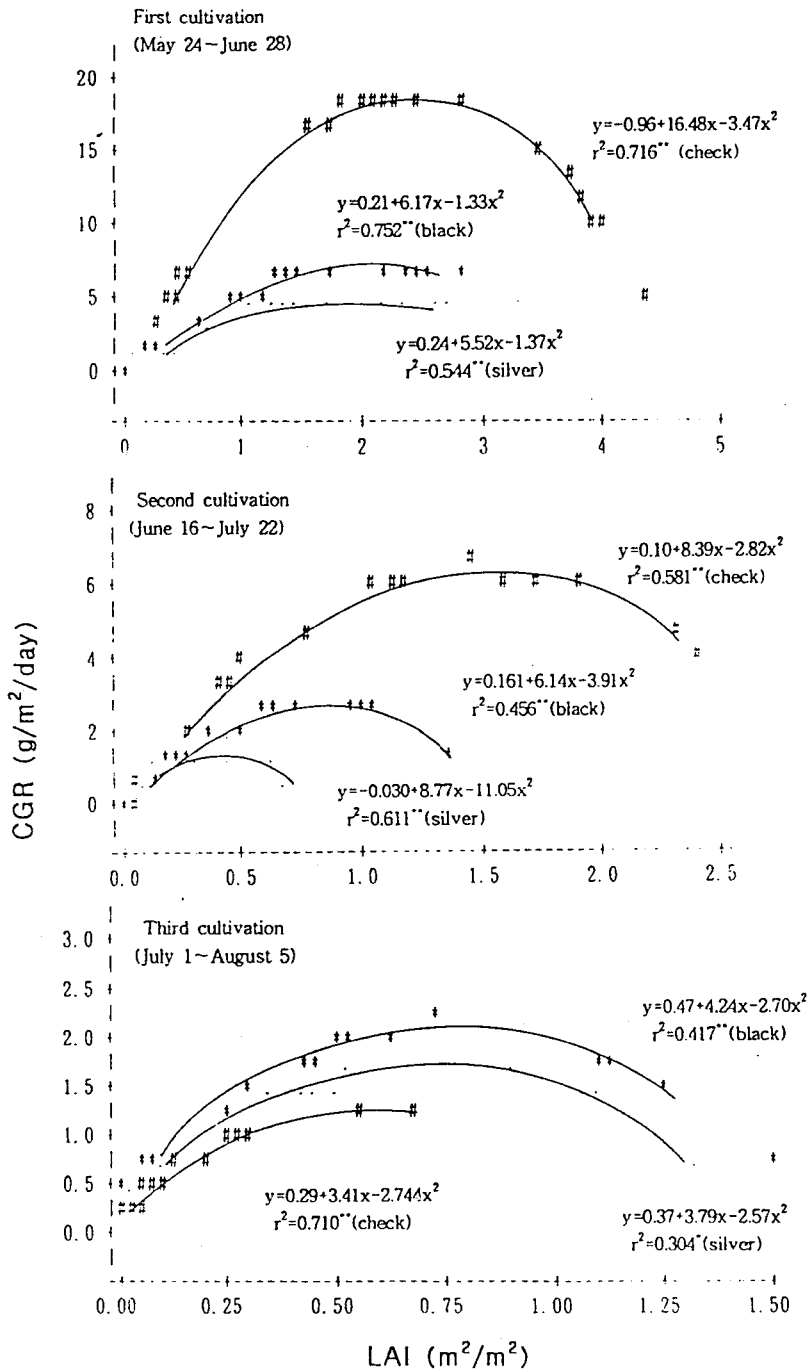 First cultivation
(May 24~June 28)
20
15
10
5
0
y=-0.96+16.48x-3.47x²
r²=0.716** (check)
y=0.21+6.17x-1.33x²
r²=0.752**(black)
y=0.24+5.52x-1.37x²
r²=0.544**(silver)
0 1 2 3 4 5
Second cultivation
(June 16~July 22)
8
6
4
2
0
y=0.10+8.39x-2.82x²
r²=0.581**(check)
y=0.161+6.14x-3.91x²
r²=0.456**(black)
y=-0.030+8.77x-11.05x²
r²=0.611**(silver)
0.0 0.5 1.0 1.5 2.0 2.5
CGR (g/m²/day)
Third cultivation
(July 1~August 5)
3.0
2.5
2.0
1.5
1.0
0.5
0.0
y=0.47+4.24x-2.70x²
r²=0.417**(black)
y=0.29+3.41x-2.744x²
r²=0.710**(check)
y=0.37+3.79x-2.57x²
r²=0.304*(silver)
0.00 0.25 0.50 0.75 1.00 1.25 1.50
LAI (m²/m²)